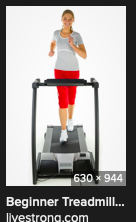 630 × 944
Beginner Treadmill...
livestrong.com